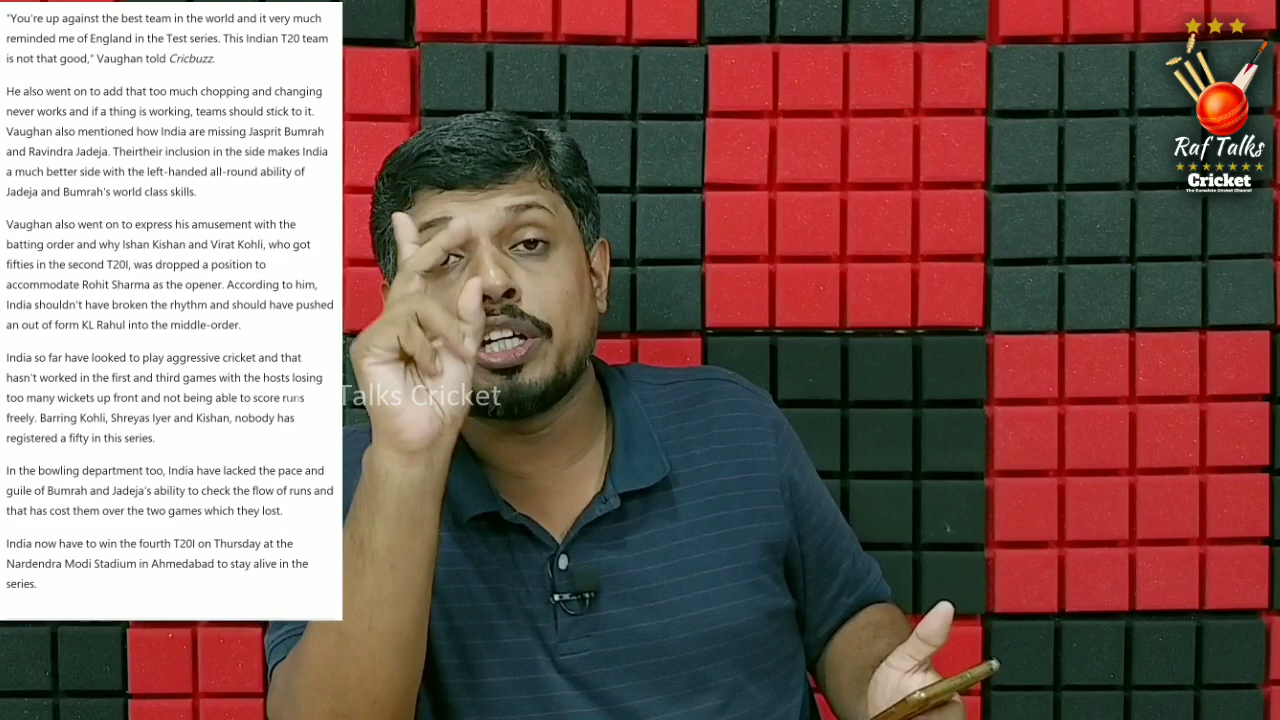 "You're up against the best team in the world and it very much
reminded me of England in the Test series. This Indian T20 team
is not that good," Vaughan told Cricbuzz.
He also went on to add that too much chopping and changing
never works and if a thing is working, teams should stick to it.
Vaughan also mentioned how India are missing Jasprit Bumrah
and Ravindra Jadeja. Theirtheir inclusion in the side makes India
a much better side with the left-handed all-round ability of
Jadeja and Bumrah's world class skills.
Vaughan also went on to express his amusement with the
batting order and why Ishan Kishan and Virat Kohli, who got
fifties in the second T20I, was dropped a position to
accommodate Rohit Sharma as the opener. According to him,
India shouldn't have broken the rhythm and should have pushed
an out of form KL Rahul into the middle-order.
India so far have looked to play aggressive cricket and that
hasn't worked in the first and third games with the hosts losing
too many wickets up front and not being able to score runs
freely. Barring Kohli, Shreyas Iyer and Kishan, nobody has
registered a fifty in this series.
In the bowling department too, India have lacked the pace and
guile of Bumrah and Jadeja's ability to check the flow of runs and
that has cost them over the two games which they lost.
India now have to win the fourth T20I on Thursday at the
Nardendra Modi Stadium in Ahmedabad to stay alive in the
series.
Talks Cricket
Raf Talks
Cricket
The Complete Cricket Channel